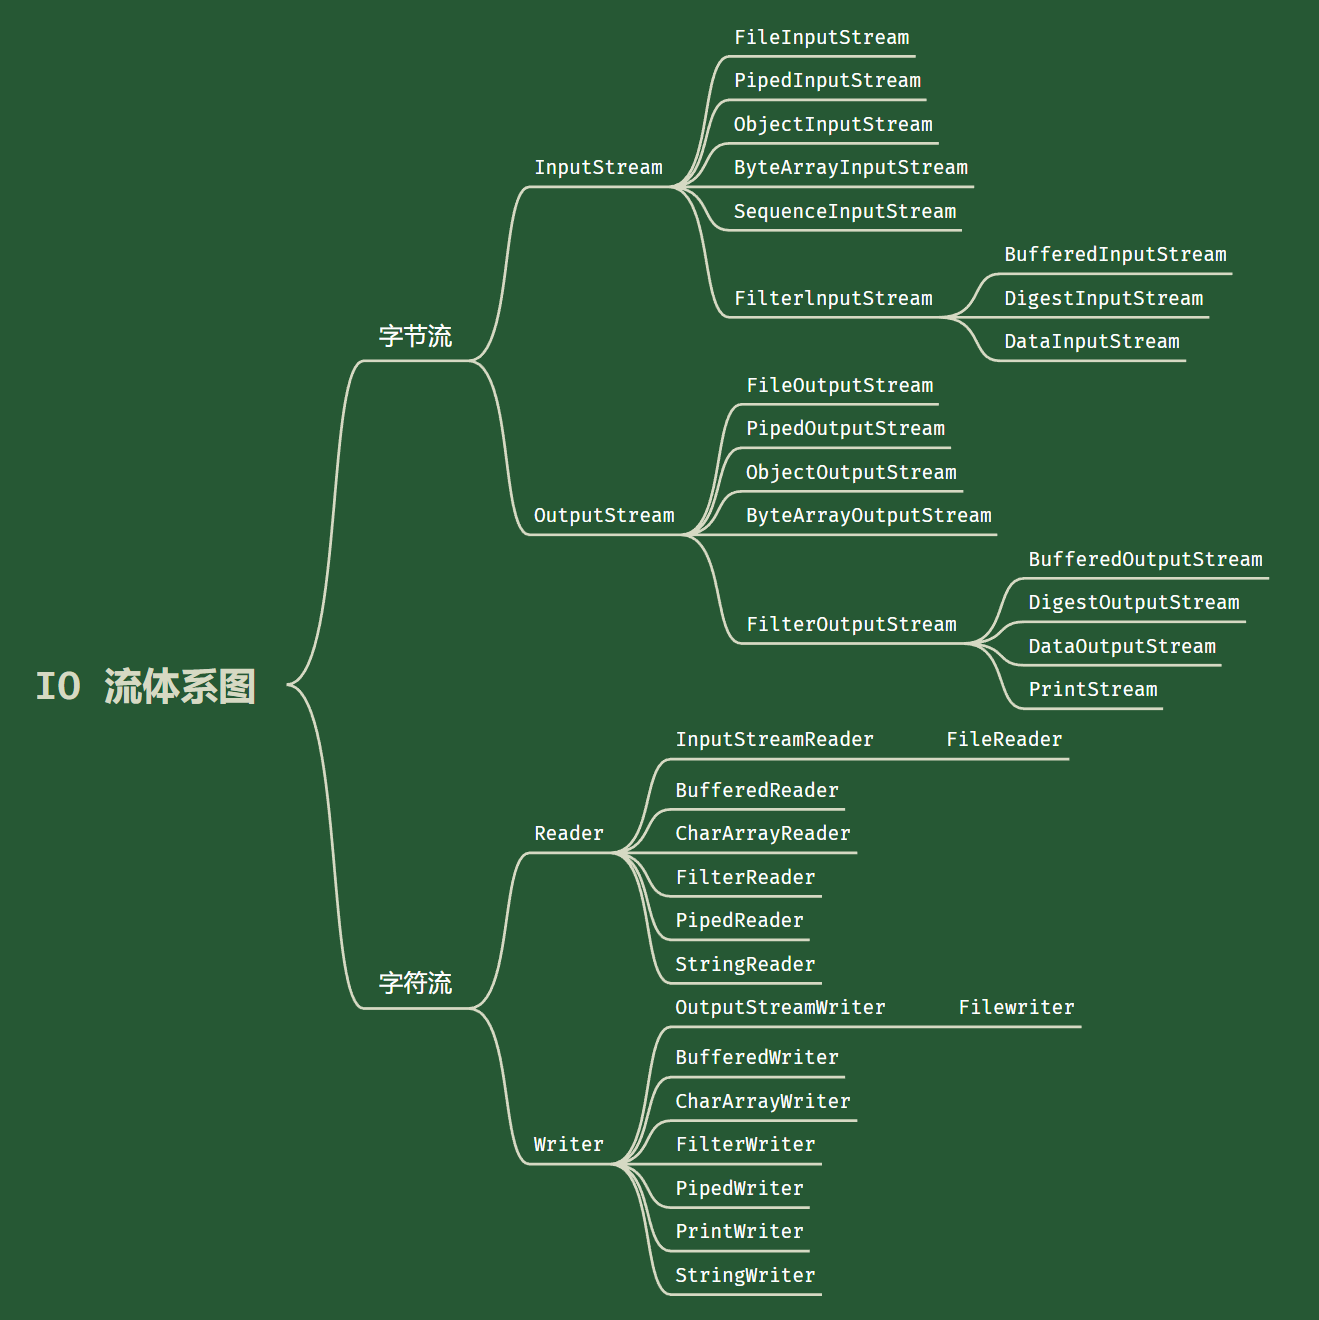 IO 流体系图
字节流
InputStream
FileInputStream
PipedInputStream
ObjectInputStream
ByteArrayInputStream
SequenceInputStream
FilterlnputStream
BufferedInputStream
DigestInputStream
DataInputStream
OutputStream
FileOutputStream
PipedOutputStream
ObjectOutputStream
ByteArrayOutputStream
FilterOutputStream
BufferedOutputStream
DigestOutputStream
DataOutputStream
PrintStream
字符流
Reader
InputStreamReader
FileReader
BufferedReader
CharArrayReader
FilterReader
PipedReader
StringReader
Writer
OutputStreamWriter
Filewriter
BufferedWriter
CharArrayWriter
FilterWriter
PipedWriter
PrintWriter
StringWriter